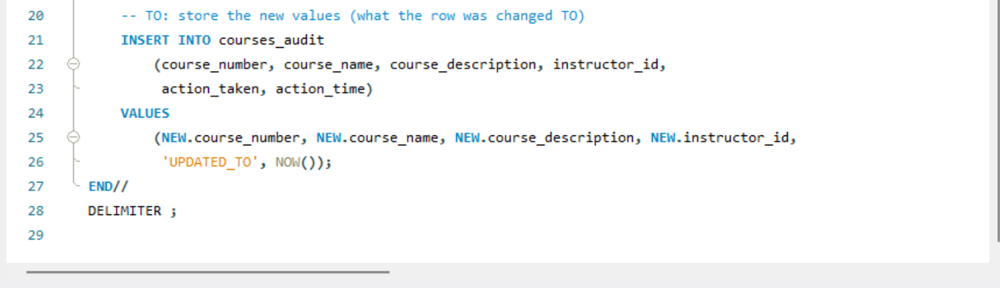 20 -- TO: store the new values (what the row was changed TO)
21 INSERT INTO courses_audit
22 (course_number, course_name, course_description, instructor_id,
23 action_taken, action_time)
24 VALUES
25 (NEW.course_number, NEW.course_name, NEW.course_description, NEW.instructor_id,
26 'UPDATED_TO', NOW());
27 END//
28 DELIMITER ;
29